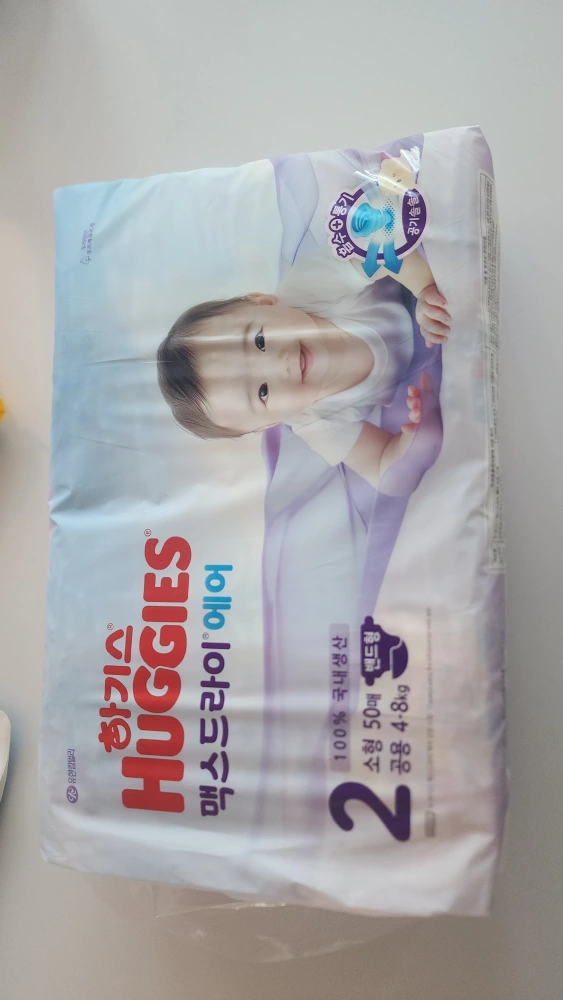 유한킴벌리
하기스®
HUGGIES®
맥스드라이® 에어
100% 국내생산
2
소형 50매 밴드형
공용 4-8kg
흡수+통기
공기솔솔